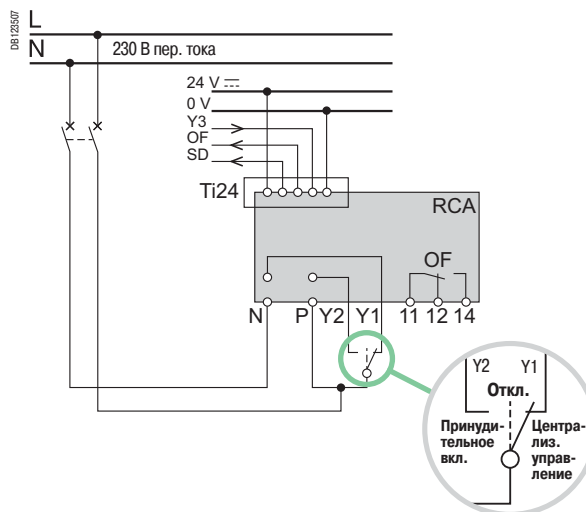 DB123507
L
N
230 В пер. тока
24 V
0 V
Y3
OF
SD
Ti24
RCA
OF
N P Y2 Y1 11 12 14
Y2 Y1
Откл.
Принуди-
тельное
вкл.
Центра-
лиз.
управ-
ление